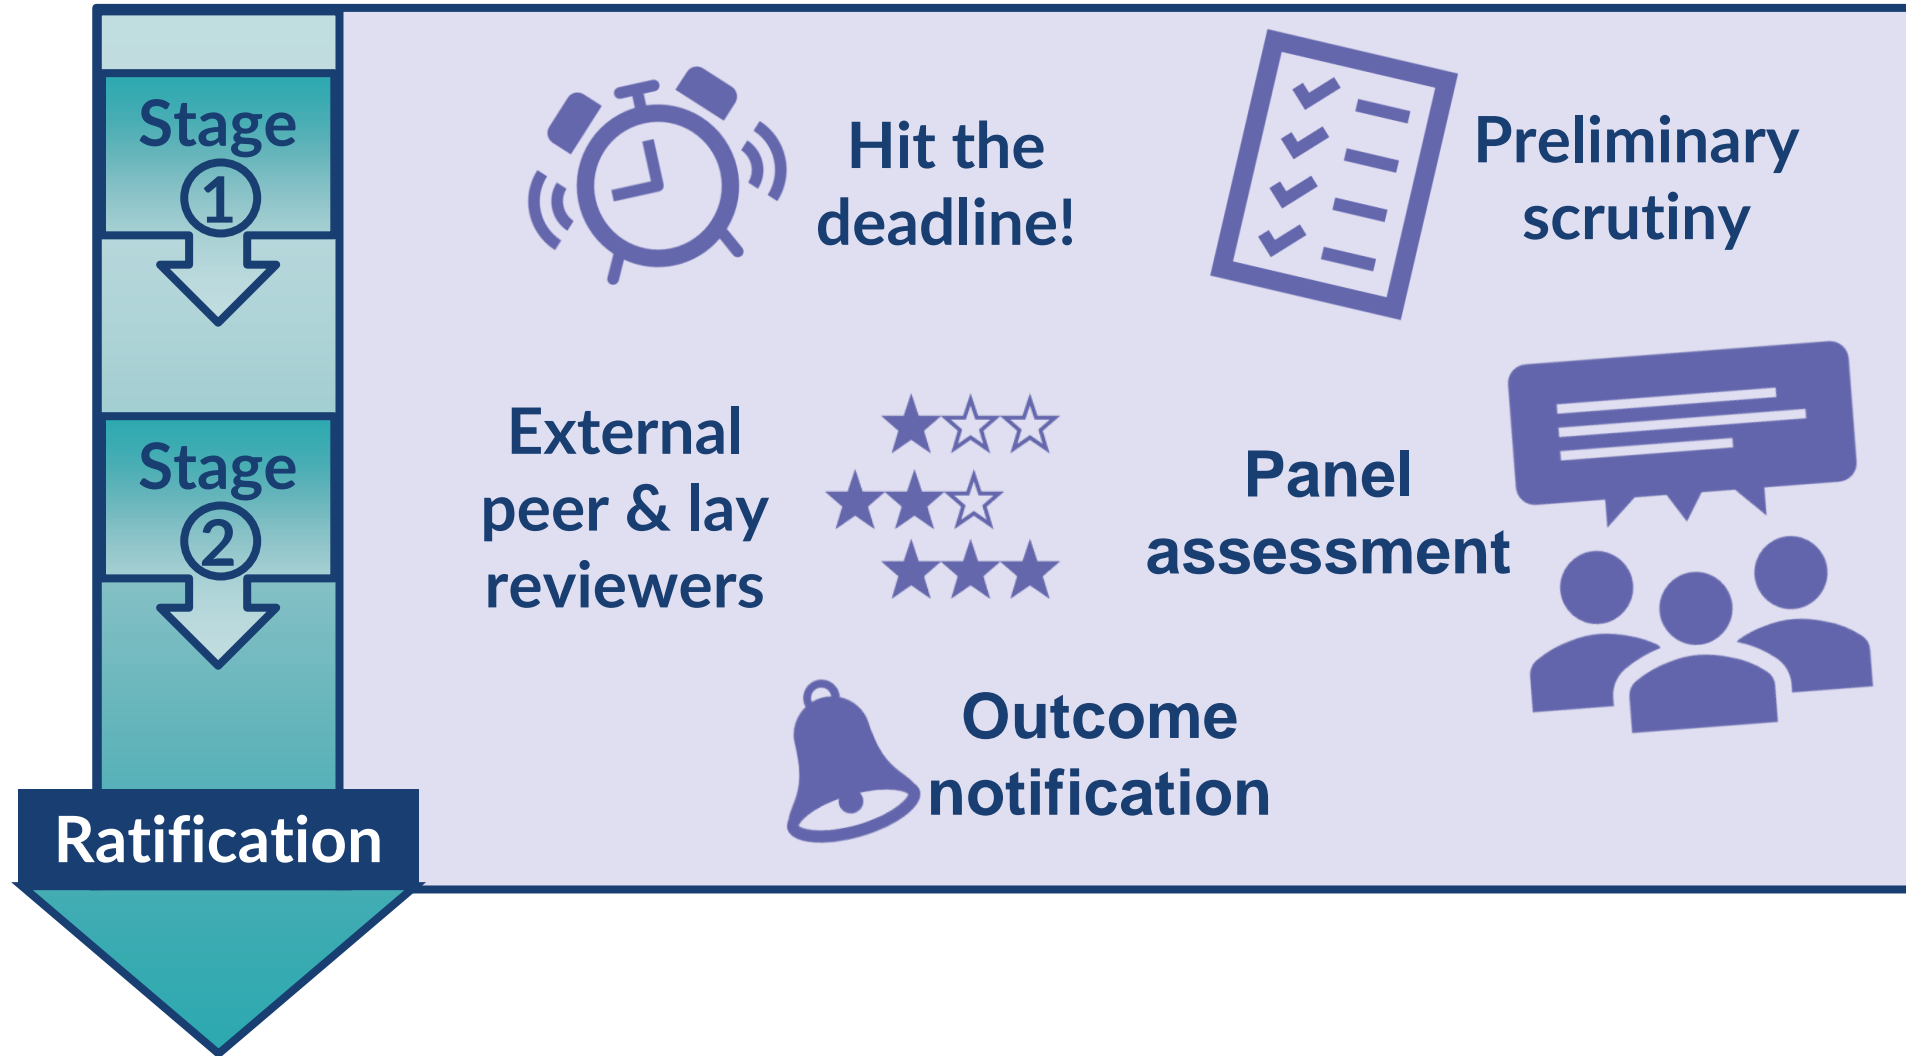 Stage
1
Stage
2
Ratification
Hit the
deadline!
Preliminary
scrutiny
External
peer & lay
reviewers
Panel
assessment
Outcome
notification